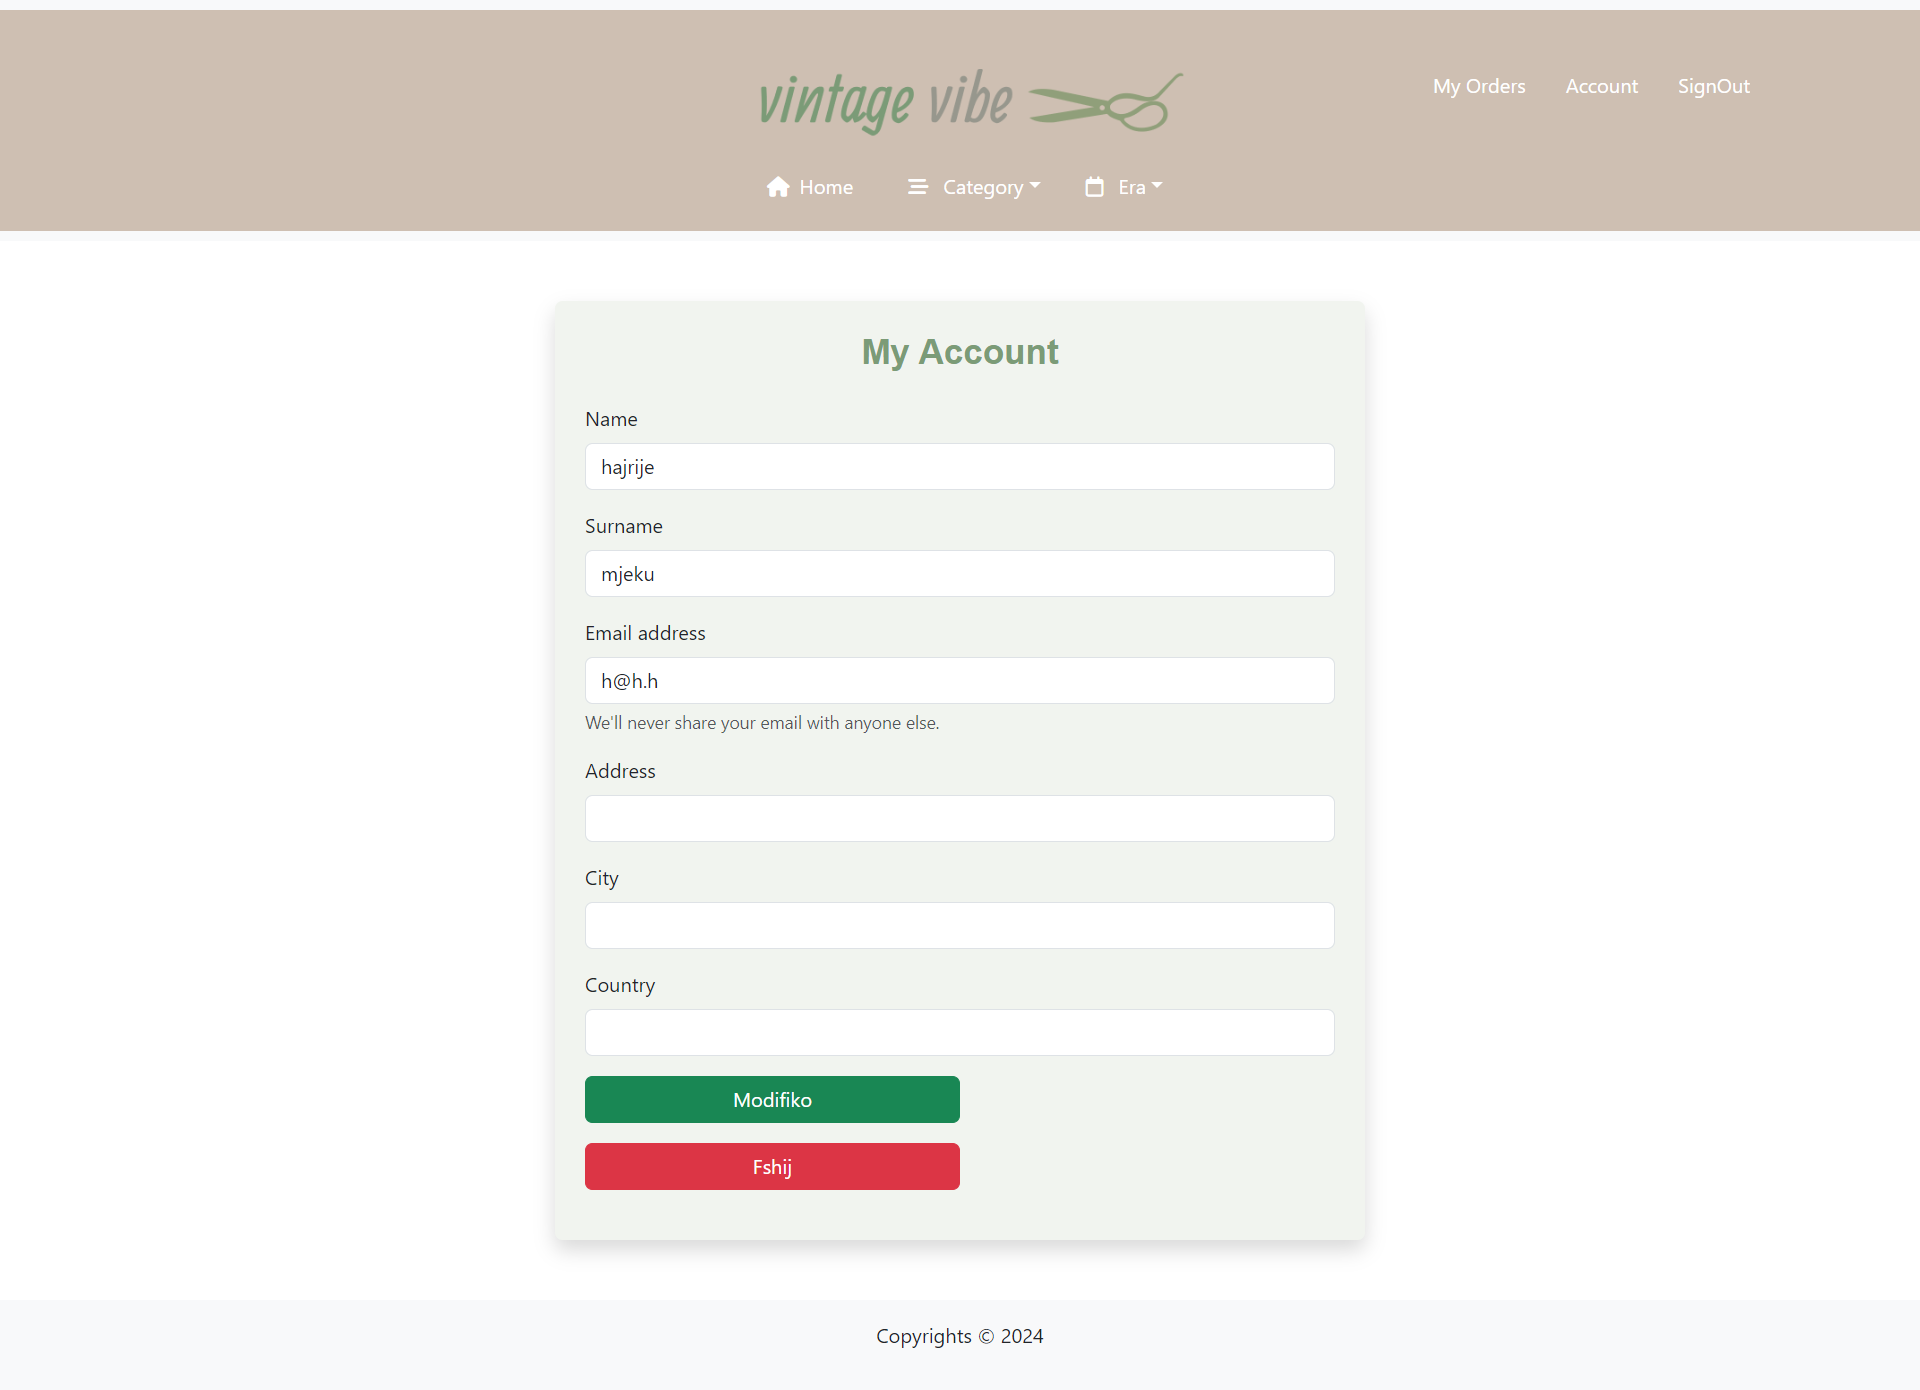 vintage vibe
My Orders Account SignOut
Home Category Era
My Account
Name
hajrije
Surname
mjeku
Email address
h@h.h
We'll never share your email with anyone else.
Address
City
Country
Modifiko
Fshij
Copyrights © 2024